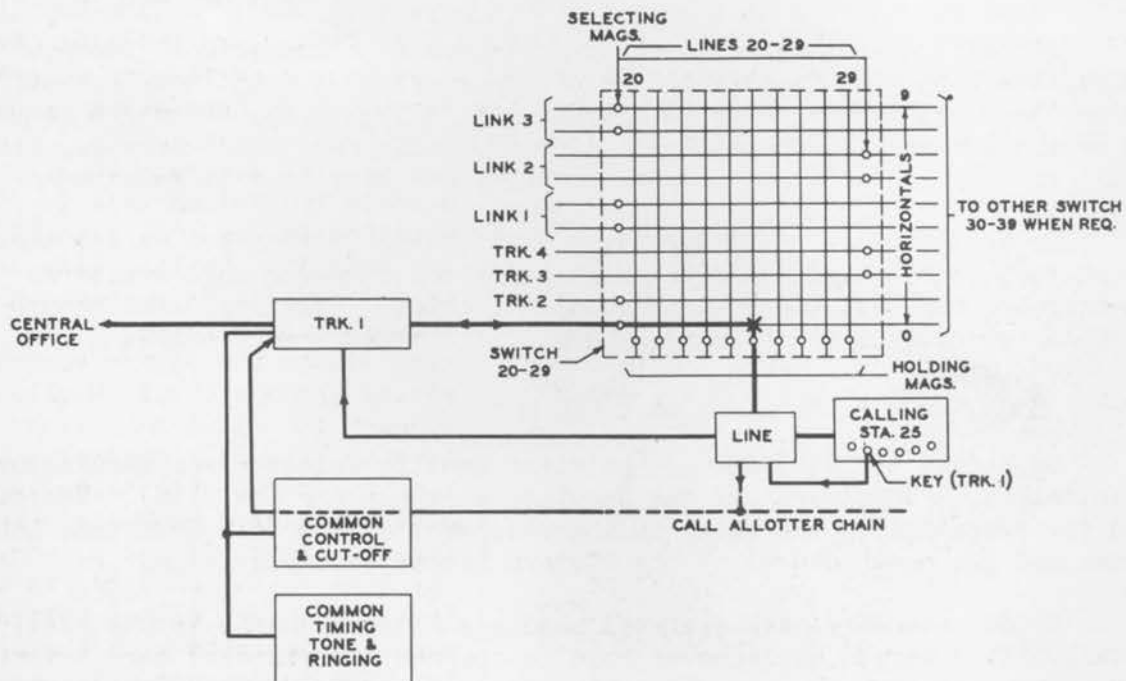 SELECTING
MAGS.
LINES 20-29
20
29
LINK 3
LINK 2
LINK 1
TRK. 4
TRK. 3
TRK. 2
9
HORIZONTALS
0
TO OTHER SWITCH
30-39 WHEN REQ.
CENTRAL
OFFICE
TRK. 1
SWITCH
20-29
HOLDING
MAGS.
LINE
CALLING
STA. 25
KEY (TRK. 1)
COMMON
CONTROL
& CUT-OFF
CALL ALLOTTER CHAIN
COMMON
TIMING
TONE &
RINGING